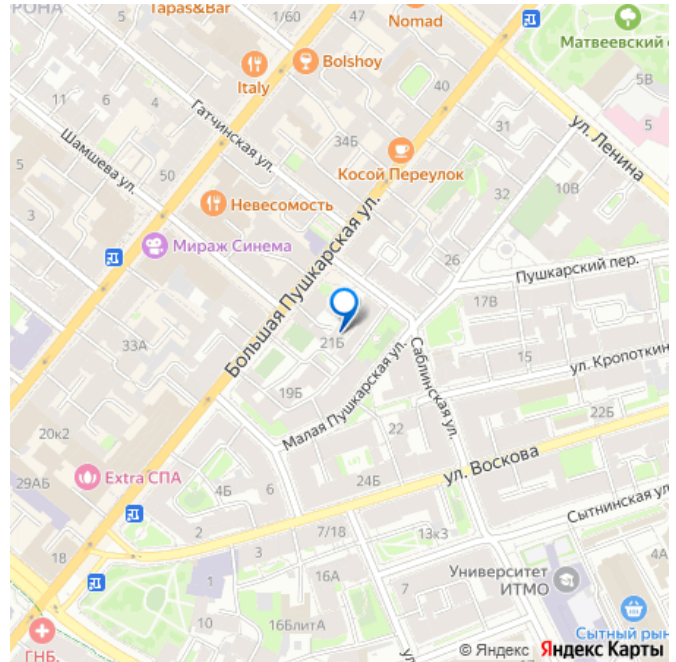 РОНА
Tapas&Bar
1/60
47
Nomad
Матвеевский
Bolshoy
Italy
40
5В
11
6
4
Гатчинская ул.
34Б
31
5
ул. Ленина
Шамшева ул.
5
50
Косой Переулок
32
10В
3
Невесомость
Мираж Синема
Большая Пушкарская ул.
26
Пушкарский пер.
17В
33А
21Б
15
Саблинская ул.
ул. Кропоткин
19Б
Малая Пушкарская ул.
22
22Б
20к2
ул. Воскова
Extra СПА
29АБ
4Б
6
24Б
Сытнинская ул
2
7/18
13к3
18
3
4А
1
16А
7
Университет
ИТМО
10
16БлитА
ГНБ.
ул
Сытный рын
© Яндекс Яндекс Карты